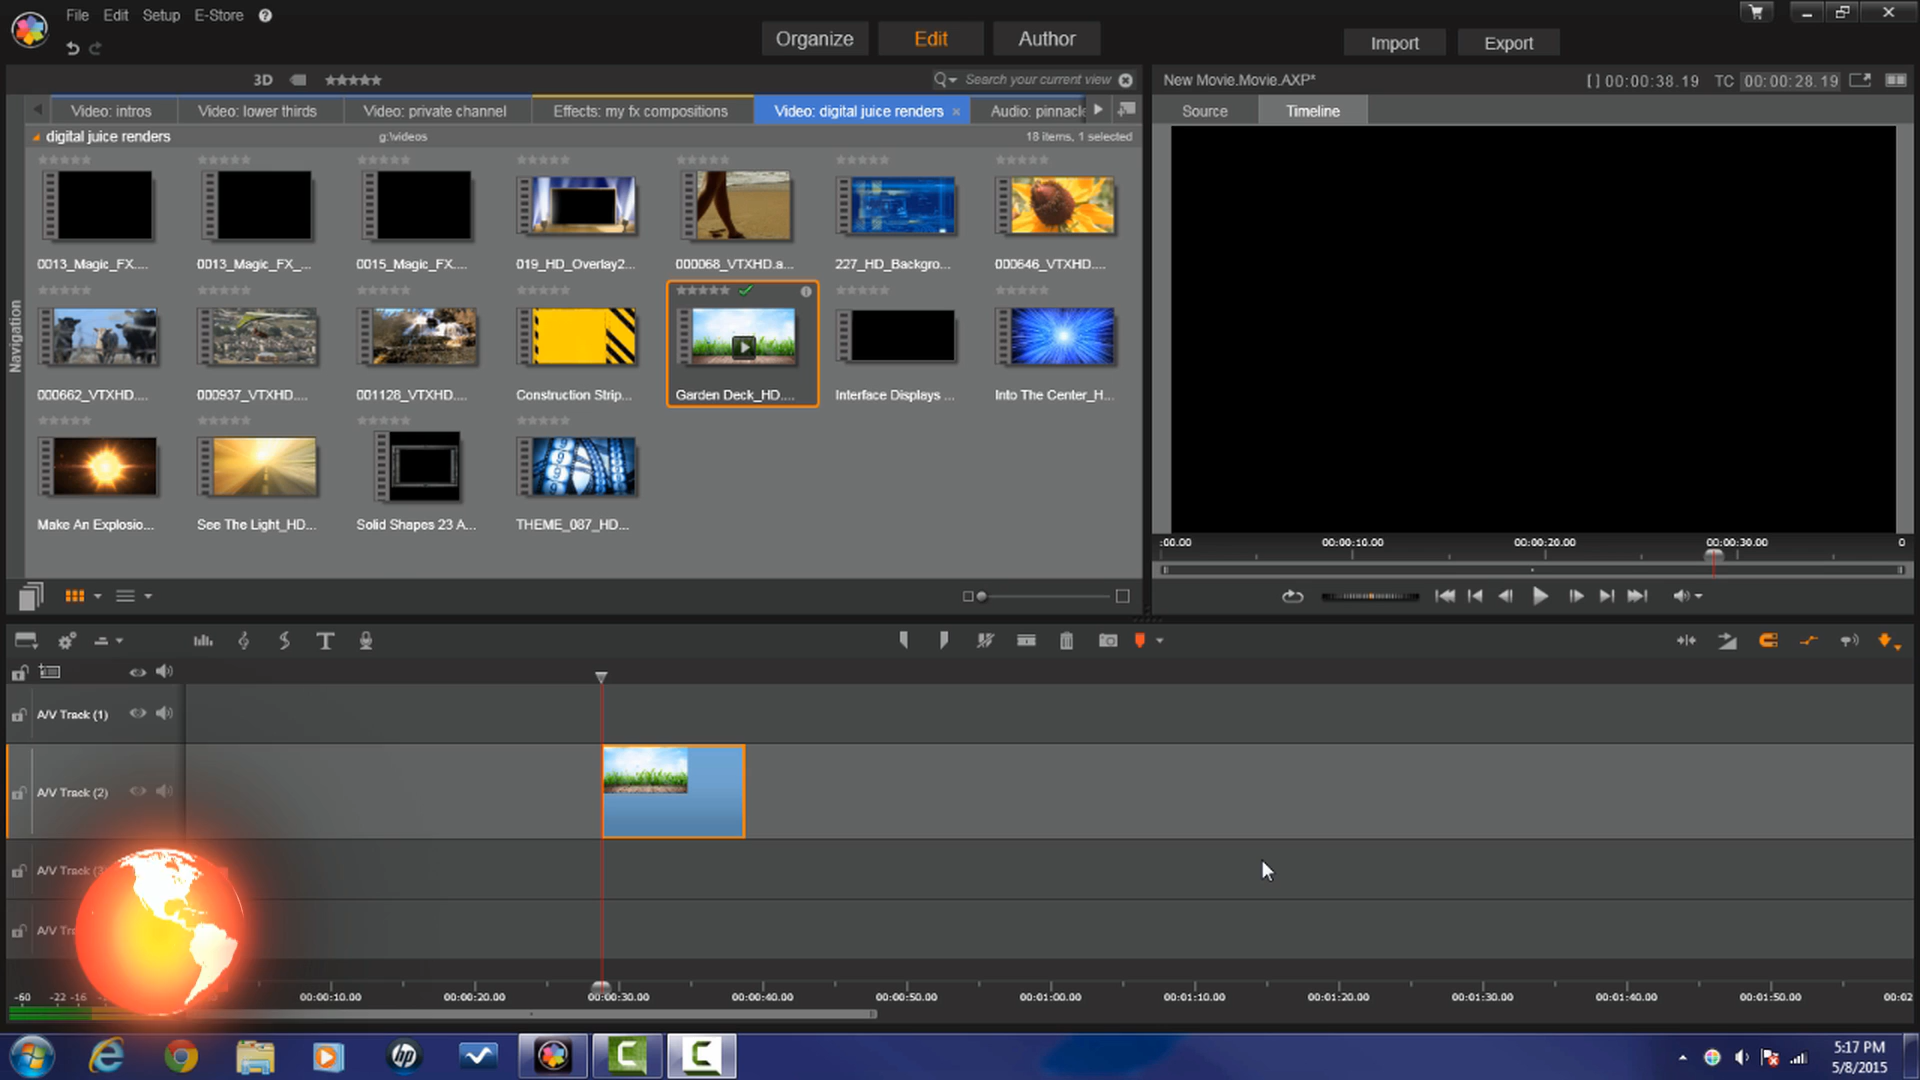 File Edit Setup E-Store
Organize Edit Author
Import Export
3D
Search your current view
New Movie.Movie.AXP*
[ ] 00:00:38.19 TC 00:00:28.19
Video: intros
Video: lower thirds
Video: private channel
Effects: my fx compositions
Video: digital juice renders
Audio: pinnacle
Source
Timeline
digital juice renders
g:\videos
18 items, 1 selected
0013_Magic_FX....
0013_Magic_FX_...
0015_Magic_FX....
019_HD_Overlay2...
000068_VTXHD.a...
227_HD_Backgro...
000646_VTXHD....
Navigation
000662_VTXHD....
000937_VTXHD....
001128_VTXHD....
Construction Strip...
Garden Deck_HD....
Interface Displays ...
Into The Center_H...
Make An Explosio...
See The Light_HD...
Solid Shapes 23 A...
THEME_087_HD...
:00.00 00:00:10.00 00:00:20.00 00:00:30.00 0
A/V Track (1)
A/V Track (2)
A/V Track (3)
A/V Tra
-60 -22 -16
00:00:10.00 00:00:20.00 00:00:30.00 00:00:40.00 00:00:50.00 00:01:00.00 00:01:10.00 00:01:20.00 00:01:30.00 00:01:40.00 00:01:50.00 00:02
hp
5:17 PM
5/8/2015